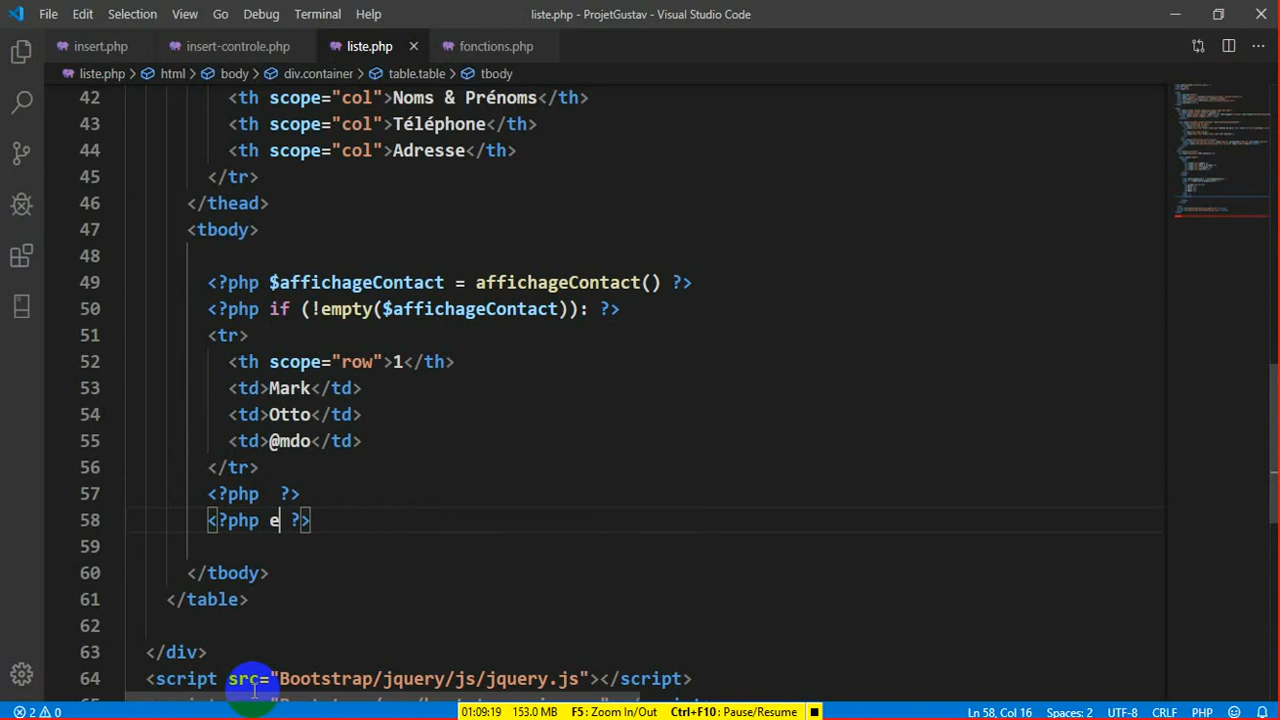 File Edit Selection View Go Debug Terminal Help liste.php - ProjetGustav - Visual Studio Code
insert.php insert-controle.php liste.php fonctions.php
liste.php > html > body > div.container > table.table > tbody
42 <th scope="col">Noms & Prénoms</th>
43 <th scope="col">Téléphone</th>
44 <th scope="col">Adresse</th>
45 </tr>
46 </thead>
47 <tbody>
48
49 <?php $affichageContact = affichageContact() ?>
50 <?php if (!empty($affichageContact)): ?>
51 <tr>
52 <th scope="row">1</th>
53 <td>Mark</td>
54 <td>Otto</td>
55 <td>@mdo</td>
56 </tr>
57 <?php  ?>
58 <?php e ?>
59
60 </tbody>
61 </table>
62
63 </div>
64 <script src="Bootstrap/jquery/js/jquery.js"></script>
2 0 01:09:19 153.0 MB F5: Zoom In/Out Ctrl+F10: Pause/Resume Ln 58, Col 16 Spaces: 2 UTF-8 CRLF PHP